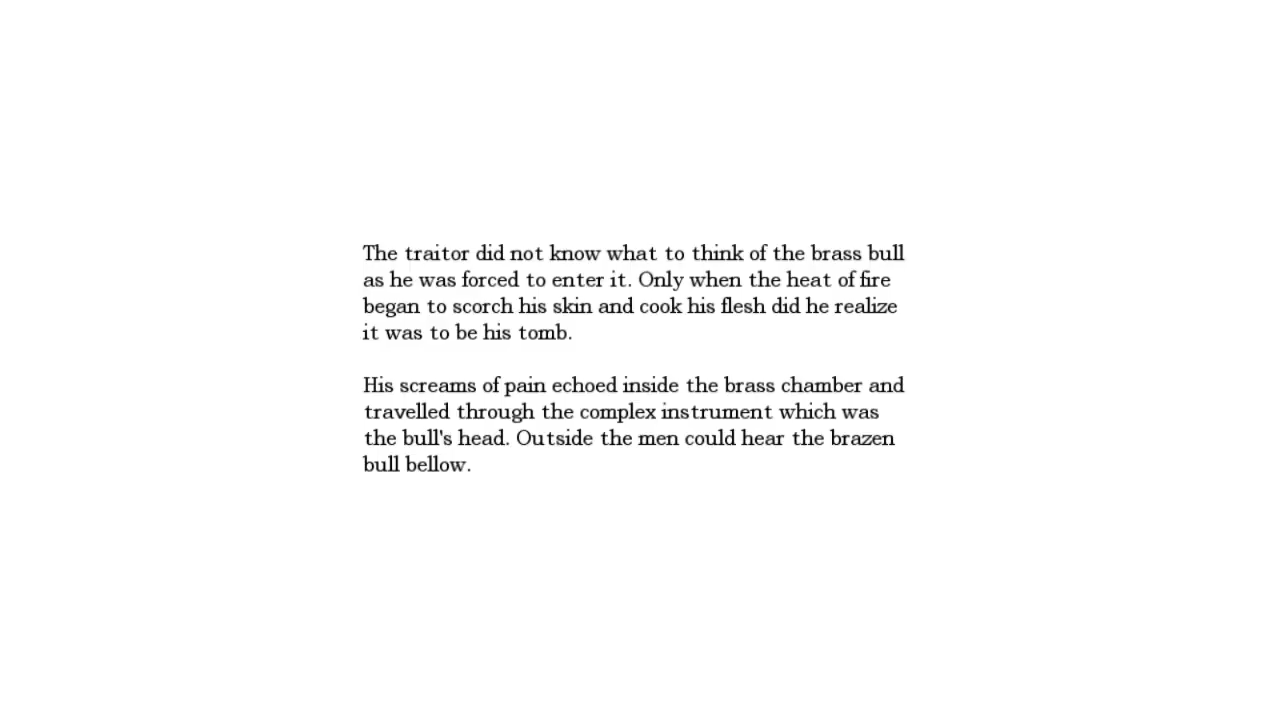 The traitor did not know what to think of the brass bull
as he was forced to enter it. Only when the heat of fire
began to scorch his skin and cook his flesh did he realize
it was to be his tomb.
His screams of pain echoed inside the brass chamber and
travelled through the complex instrument which was
the bull's head. Outside the men could hear the brazen
bull bellow.